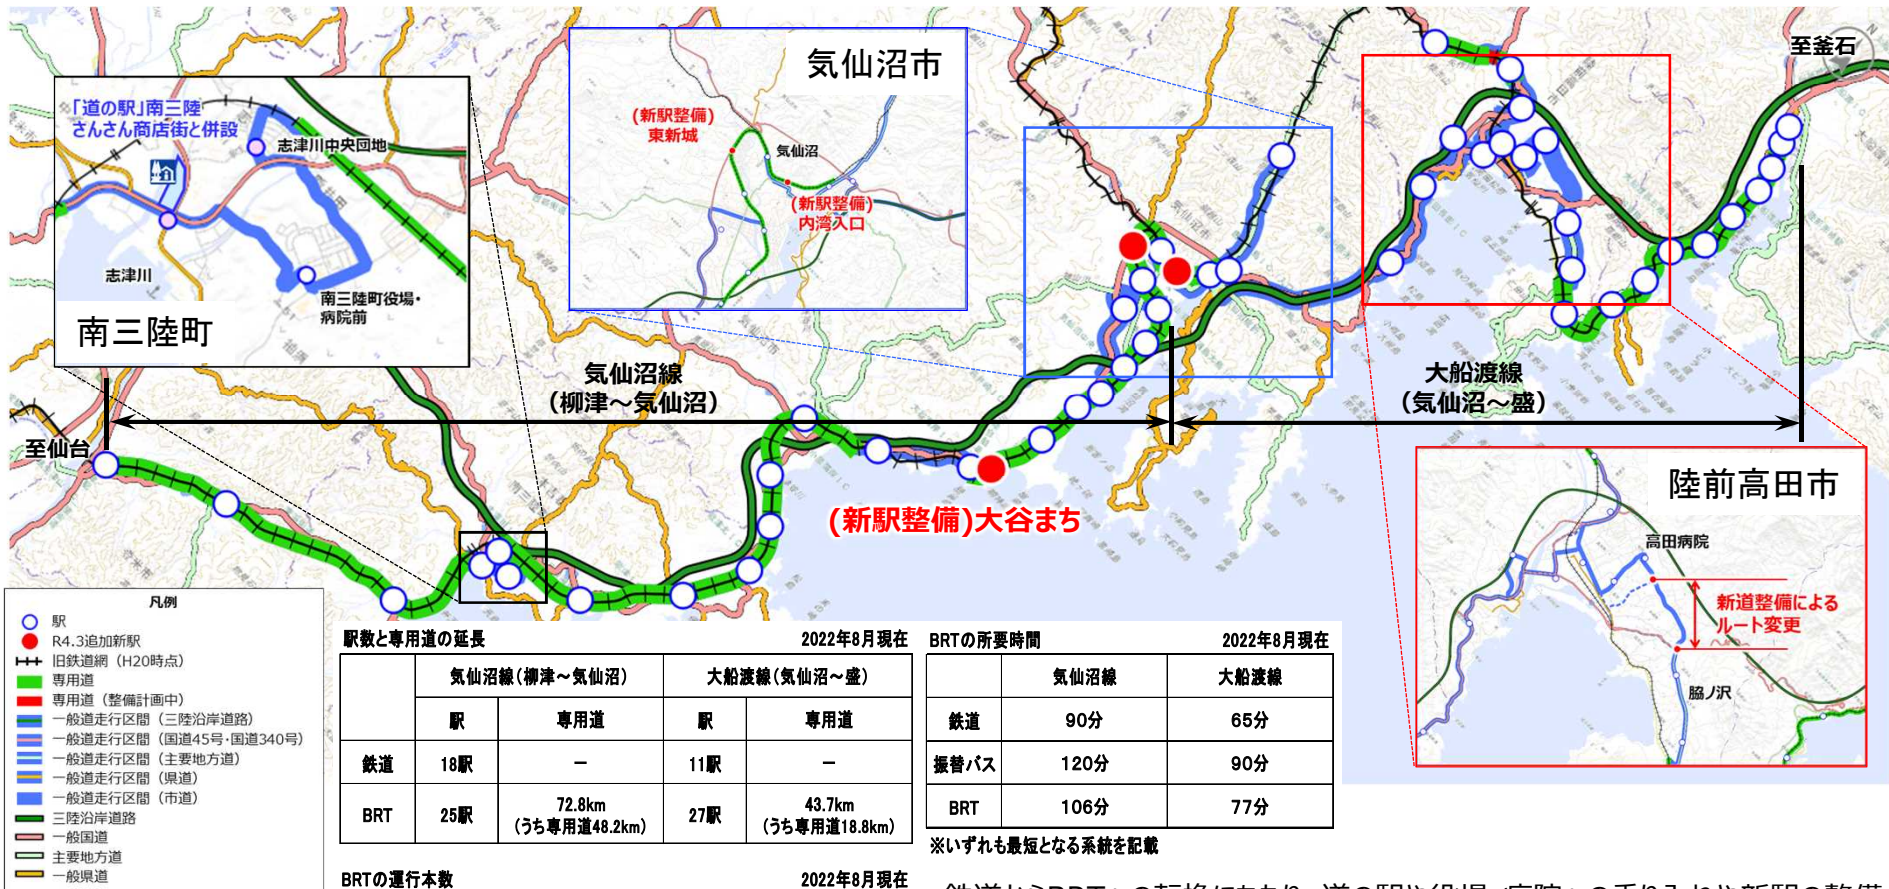 至釜石
気仙沼市
(新駅整備)
東新城
気仙沼
(新駅整備)
内湾入口
「道の駅」南三陸
さんさん商店街と併設
志津川中央団地
志津川
南三陸町役場・
病院前
南三陸町
気仙沼線
(柳津~気仙沼)
大船渡線
(気仙沼~盛)
至仙台
(新駅整備)大谷まち
陸前高田市
高田病院
新道整備による
ルート変更
脇ノ沢
凡例
駅
R4.3追加新駅
旧鉄道網(H20時点)
専用道
専用道(整備計画中)
一般道走行区間(三陸沿岸道路)
一般道走行区間(国道45号・国道340号)
一般道走行区間(主要地方道)
一般道走行区間(県道)
一般道走行区間(市道)
三陸沿岸道路
一般国道
主要地方道
一般県道
駅数と専用道の延長 2022年8月現在
気仙沼線(柳津~気仙沼) 大船渡線(気仙沼~盛)
駅 専用道 駅 専用道
鉄道 18駅 － 11駅 －
BRT 25駅 72.8km (うち専用道48.2km) 27駅 43.7km (うち専用道18.8km)
BRTの所要時間 2022年8月現在
気仙沼線 大船渡線
鉄道 90分 65分
振替バス 120分 90分
BRT 106分 77分
※いずれも最短となる系統を記載
BRTの運行本数 2022年8月現在